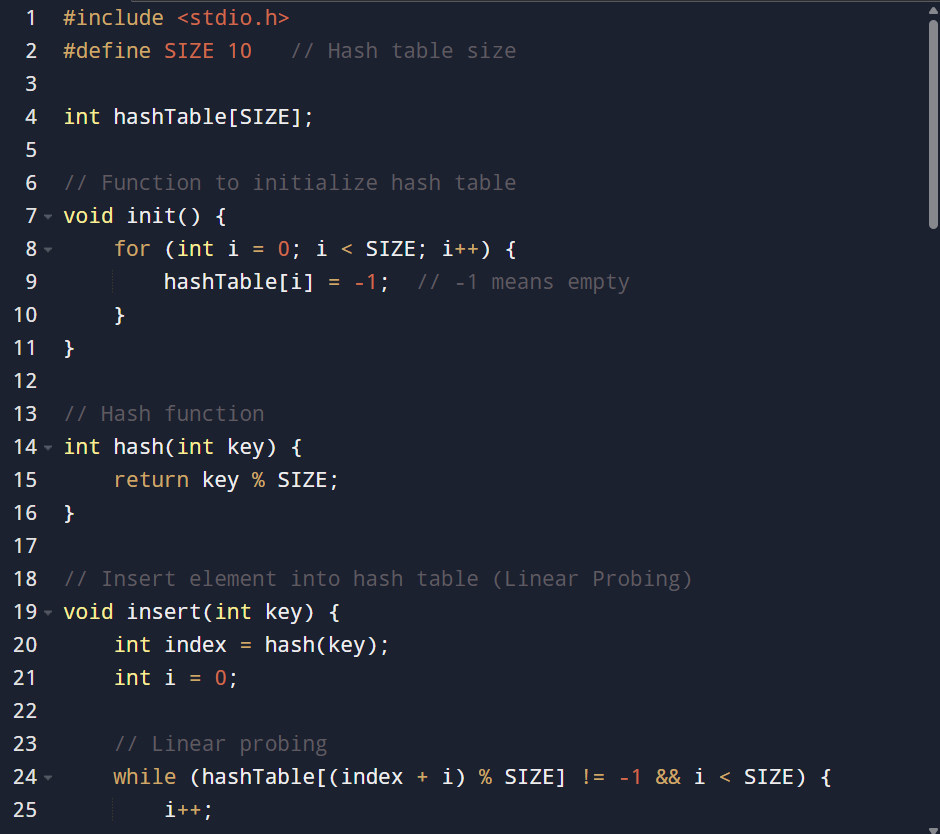 1 #include <stdio.h>
2 #define SIZE 10   // Hash table size
3
4 int hashTable[SIZE];
5
6 // Function to initialize hash table
7 void init() {
8     for (int i = 0; i < SIZE; i++) {
9         hashTable[i] = -1;  // -1 means empty
10     }
11 }
12
13 // Hash function
14 int hash(int key) {
15     return key % SIZE;
16 }
17
18 // Insert element into hash table (Linear Probing)
19 void insert(int key) {
20     int index = hash(key);
21     int i = 0;
22
23     // Linear probing
24     while (hashTable[(index + i) % SIZE] != -1 && i < SIZE) {
25         i++;